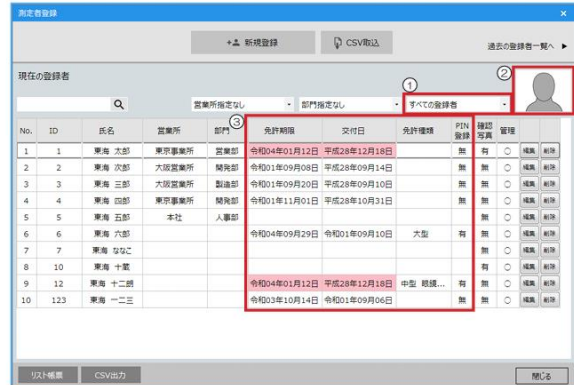 測定者登録 ×
新規登録 CSV取込
過去の登録者一覧へ ▶
現在の登録者
① ②
営業所指定なし 部門指定なし すべての登録者
③
No. ID 氏名 営業所 部門 免許期限 交付日 免許種類 PIN登録 確認写真 管理
1 1 東海 太郎 東京事業所 営業部 令和04年01月12日 平成28年12月18日 無 有 ○ 編集 削除
2 2 東海 次郎 大阪営業所 開発部 令和01年09月08日 平成28年09月14日 無 無 ○ 編集 削除
3 3 東海 三郎 大阪営業所 製造部 令和01年09月20日 平成28年09月10日 無 無 ○ 編集 削除
4 4 東海 四郎 東京事業所 開発部 令和01年11月01日 平成28年10月31日 無 無 ○ 編集 削除
5 5 東海 五郎 本社 人事部 無 ○ 編集 削除
6 6 東海 六郎 令和04年09月29日 令和01年09月10日 大型 有 無 ○ 編集 削除
7 7 東海 ななこ 無 ○ 編集 削除
8 10 東海 十蔵 有 ○ 編集 削除
9 12 東海 十二朗 令和04年01月12日 平成28年12月18日 中型 眼鏡... 有 無 ○ 編集 削除
10 123 東海 一二三 令和03年10月14日 令和01年09月06日 無 無 ○ 編集 削除
リスト帳票 CSV出力 閉じる